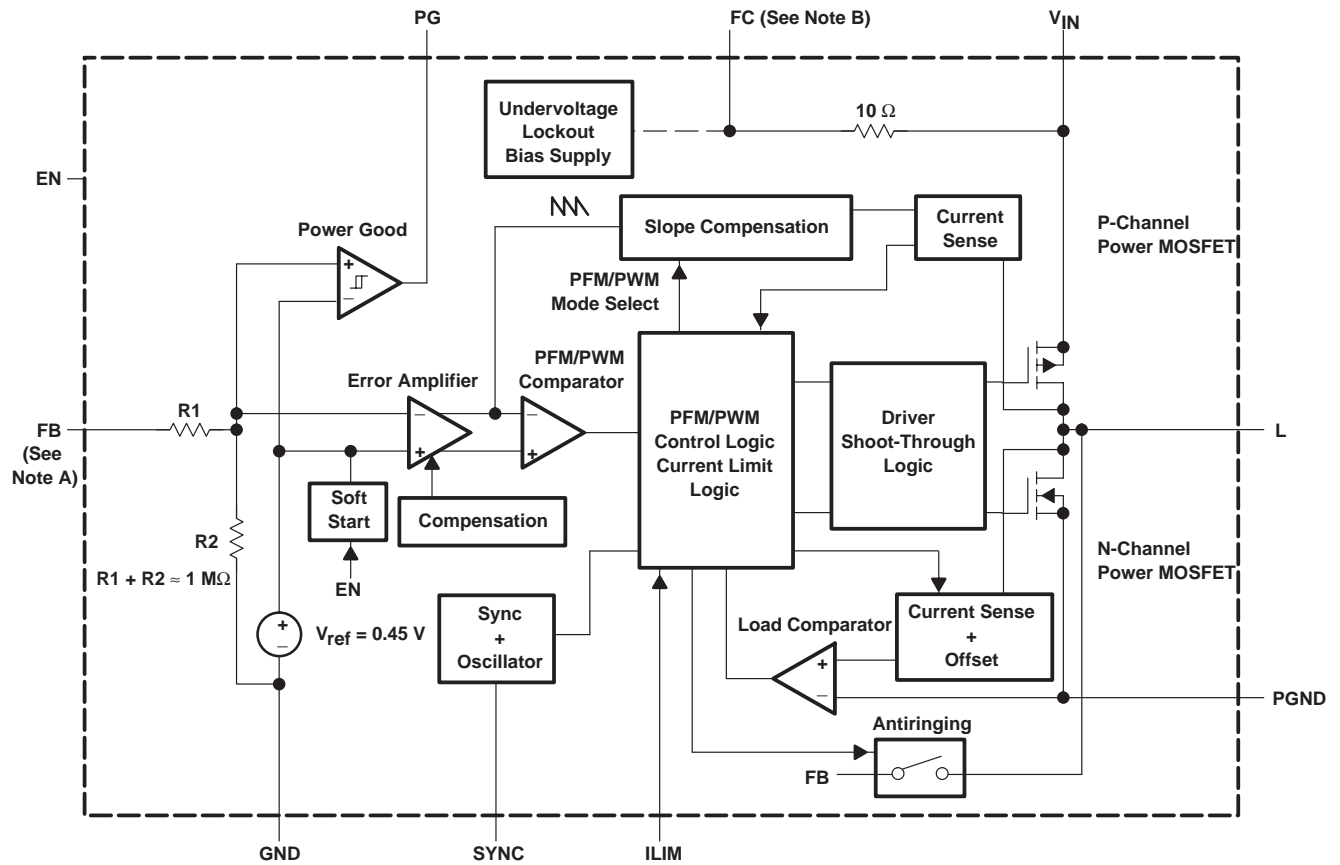 PG
FC (See Note B)
VIN
Undervoltage
Lockout
Bias Supply
10 Ω
EN
Power Good
+
−
Slope Compensation
Current
Sense
P-Channel
Power MOSFET
PFM/PWM
Mode Select
PFM/PWM
Comparator
Error Amplifier
−
+
−
+
PFM/PWM
Control Logic
Current Limit
Logic
Driver
Shoot-Through
Logic
R1
FB
(See
Note A)
L
Soft
Start
Compensation
R2
R1 + R2 ≈ 1 MΩ
EN
N-Channel
Power MOSFET
+
−
Vref = 0.45 V
Sync
+
Oscillator
Load Comparator
+
−
Current Sense
+
Offset
PGND
Antiringing
FB
GND
SYNC
ILIM